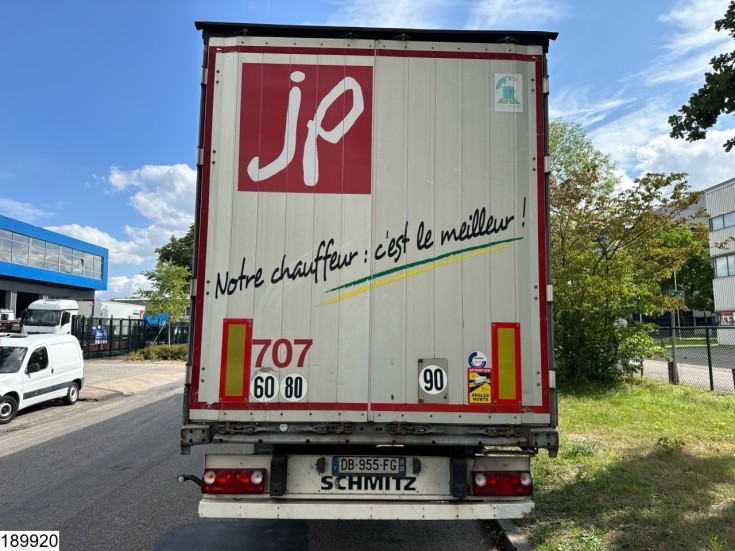 jp
Notre chauffeur : c'est le meilleur !
707
60 80
90
ATTENTION
ANGLES MORTS
DB-955-FG
SCHMITZ
189920